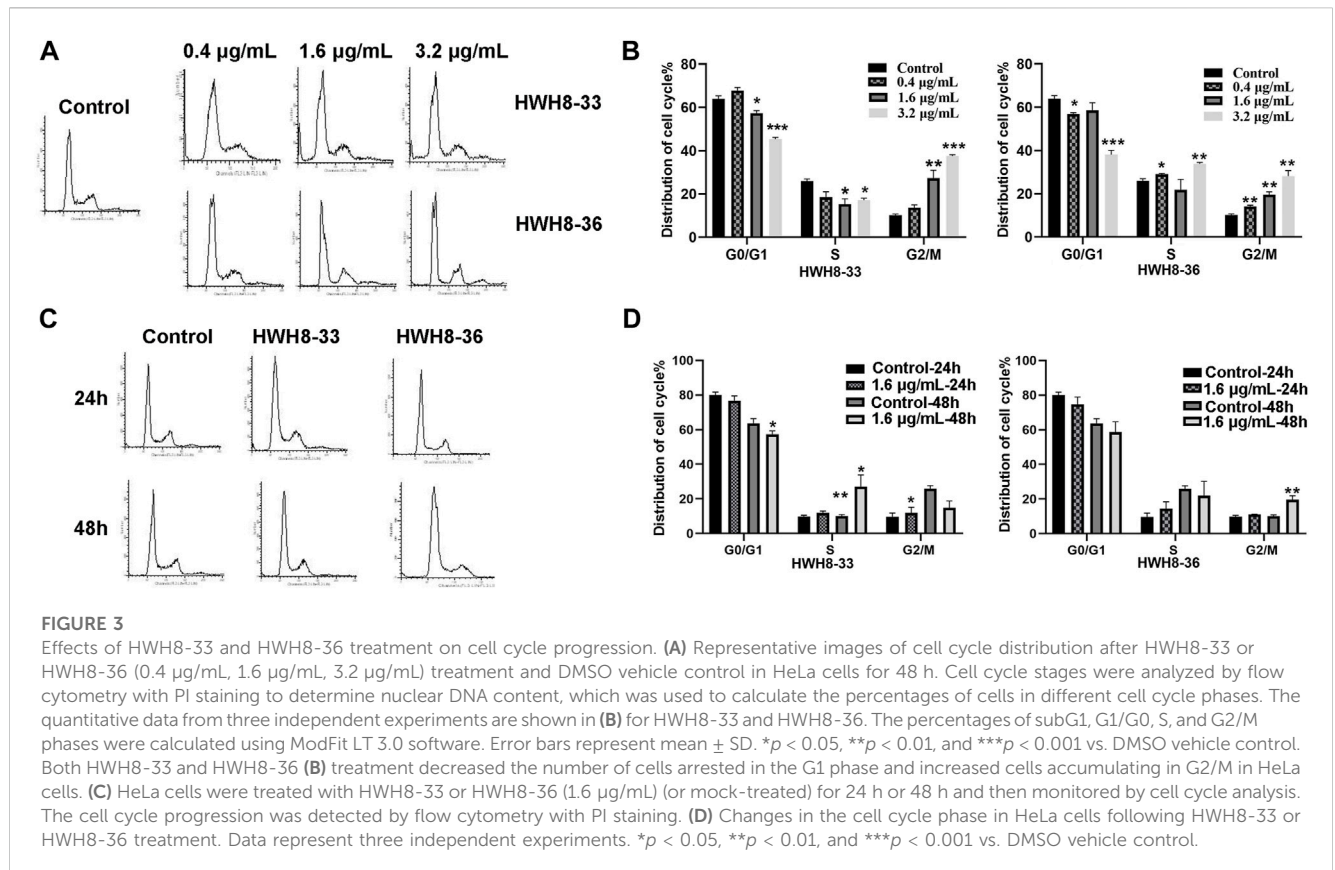 A
0.4 µg/mL 1.6 µg/mL 3.2 µg/mL
Control
HWH8-33
HWH8-36
B
Distribution of cell cycle%
80
60
40
20
0
Control
0.4 µg/mL
1.6 µg/mL
3.2 µg/mL
*
***
*
*
**
***
G0/G1 S G2/M
HWH8-33
Distribution of cell cycle%
80
60
40
20
0
Control
0.4 µg/mL
1.6 µg/mL
3.2 µg/mL
*
***
*
**
**
**
**
G0/G1 S G2/M
HWH8-36
C
Control HWH8-33 HWH8-36
24h
48h
D
Distribution of cell cycle%
100
80
60
40
20
0
Control-24h
1.6 µg/mL-24h
Control-48h
1.6 µg/mL-48h
*
**
*
*
G0/G1 S G2/M
HWH8-33
Distribution of cell cycle%
100
80
60
40
20
0
Control-24h
1.6 µg/mL-24h
Control-48h
1.6 µg/mL-48h
**
G0/G1 S G2/M
HWH8-36
FIGURE 3
Effects of HWH8-33 and HWH8-36 treatment on cell cycle progression. (A) Representative images of cell cycle distribution after HWH8-33 or
HWH8-36 (0.4 µg/mL, 1.6 µg/mL, 3.2 µg/mL) treatment and DMSO vehicle control in HeLa cells for 48 h. Cell cycle stages were analyzed by flow
cytometry with PI staining to determine nuclear DNA content, which was used to calculate the percentages of cells in different cell cycle phases. The
quantitative data from three independent experiments are shown in (B) for HWH8-33 and HWH8-36. The percentages of subG1, G1/G0, S, and G2/M
phases were calculated using ModFit LT 3.0 software. Error bars represent mean ± SD. *p < 0.05, **p < 0.01, and ***p < 0.001 vs. DMSO vehicle control.
Both HWH8-33 and HWH8-36 (B) treatment decreased the number of cells arrested in the G1 phase and increased cells accumulating in G2/M in HeLa
cells. (C) HeLa cells were treated with HWH8-33 or HWH8-36 (1.6 µg/mL) (or mock-treated) for 24 h or 48 h and then monitored by cell cycle analysis.
The cell cycle progression was detected by flow cytometry with PI staining. (D) Changes in the cell cycle phase in HeLa cells following HWH8-33 or
HWH8-36 treatment. Data represent three independent experiments. *p < 0.05, **p < 0.01, and ***p < 0.001 vs. DMSO vehicle control.